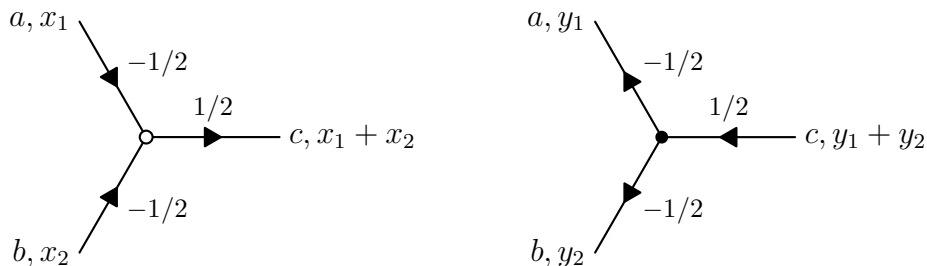 a, x₁
−1/2
1/2
c, x₁ + x₂
−1/2
b, x₂
a, y₁
−1/2
1/2
c, y₁ + y₂
−1/2
b, y₂